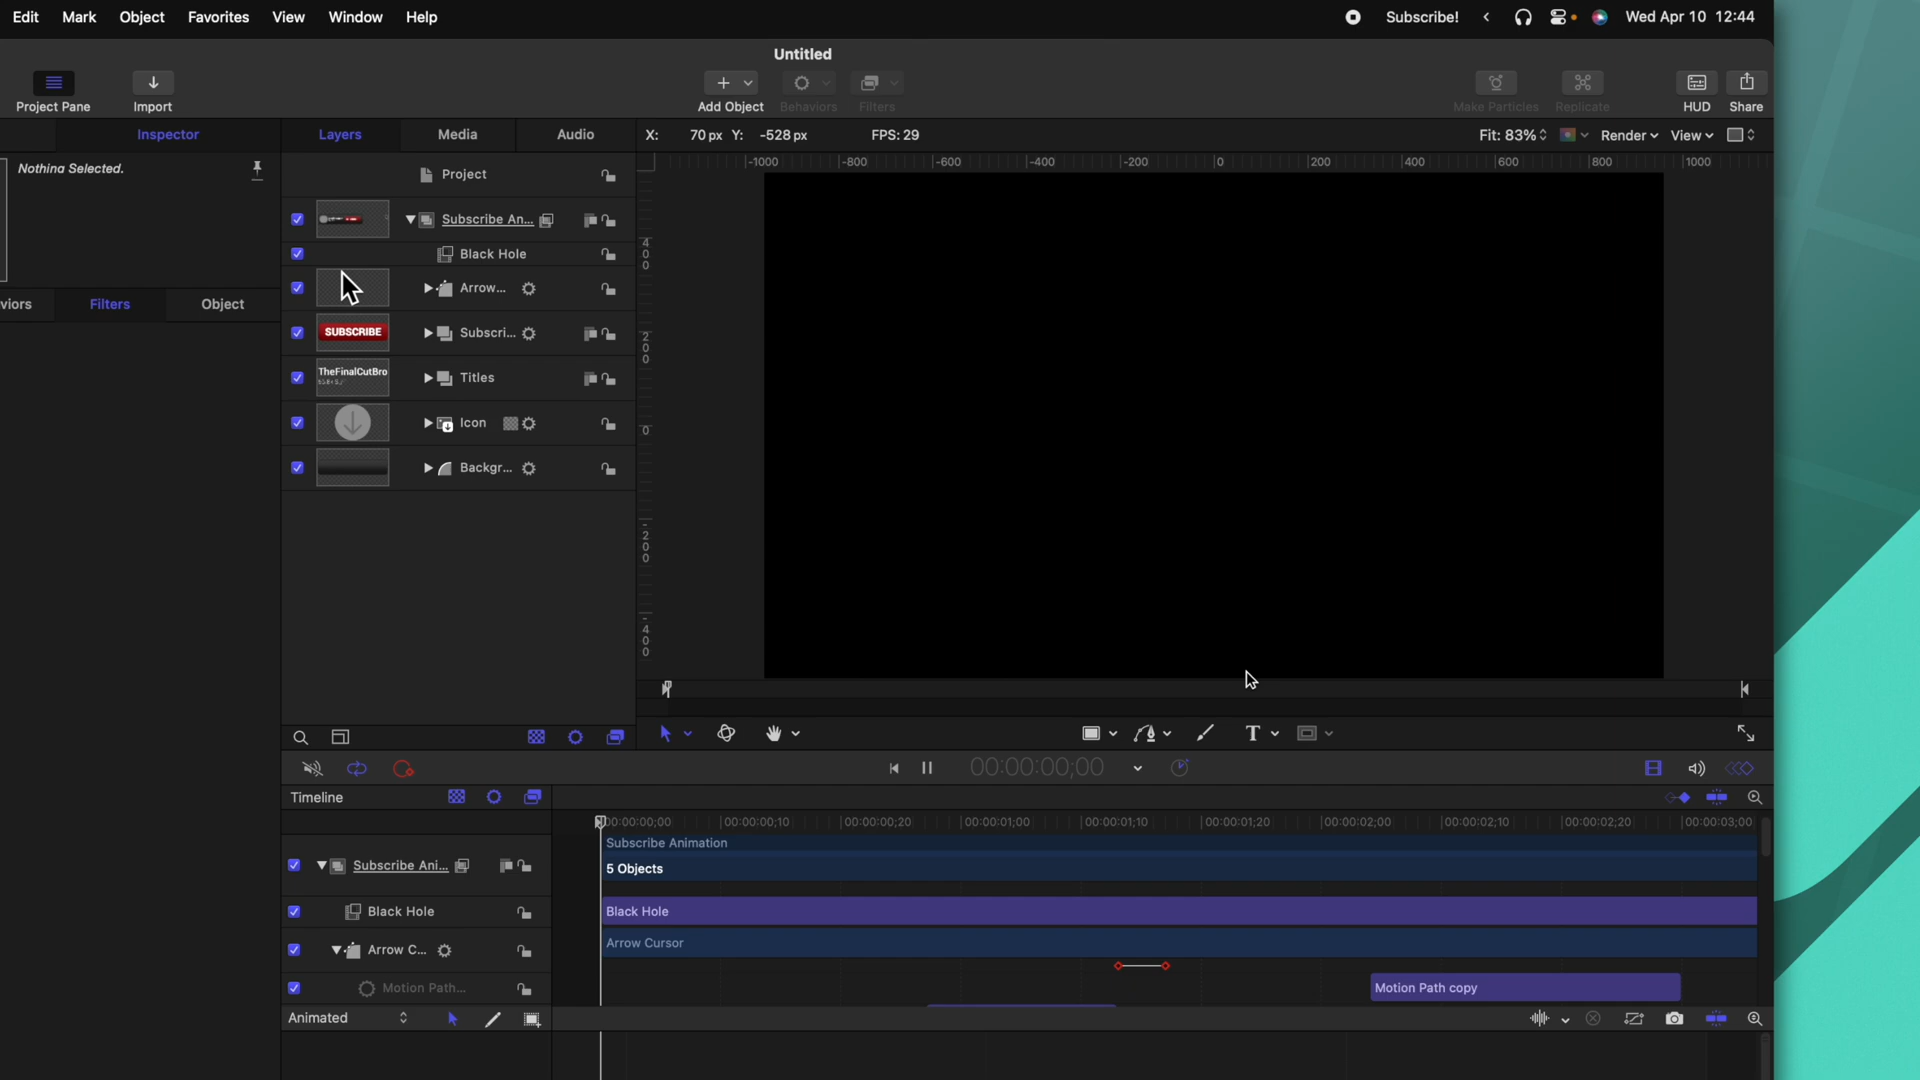 Edit Mark Object Favorites View Window Help Subscribe! Wed Apr 10 12:44
Untitled
Project Pane Import Add Object Behaviors Filters Make Particles Replicate HUD Share
Inspector Layers Media Audio X: 70 px Y: -528 px FPS: 29 Fit: 83% Render View
-1000 -800 -600 -400 -200 0 200 400 600 800 1000
Nothing Selected.
Project
Subscribe An...
Black Hole
400
Arrow...
viors Filters Object
SUBSCRIBE Subscri...
200
TheFinalCutBro Titles
Icon
0
Backgr...
-200
-400
T
00:00:00;00
Timeline
00:00:00;00 00:00:00;10 00:00:00;20 00:00:01;00 00:00:01;10 00:00:01;20 00:00:02;00 00:00:02;10 00:00:02;20 00:00:03;00
Subscribe Animation
Subscribe Ani... 5 Objects
Black Hole Black Hole
Arrow C... Arrow Cursor
Motion Path... Motion Path copy
Animated